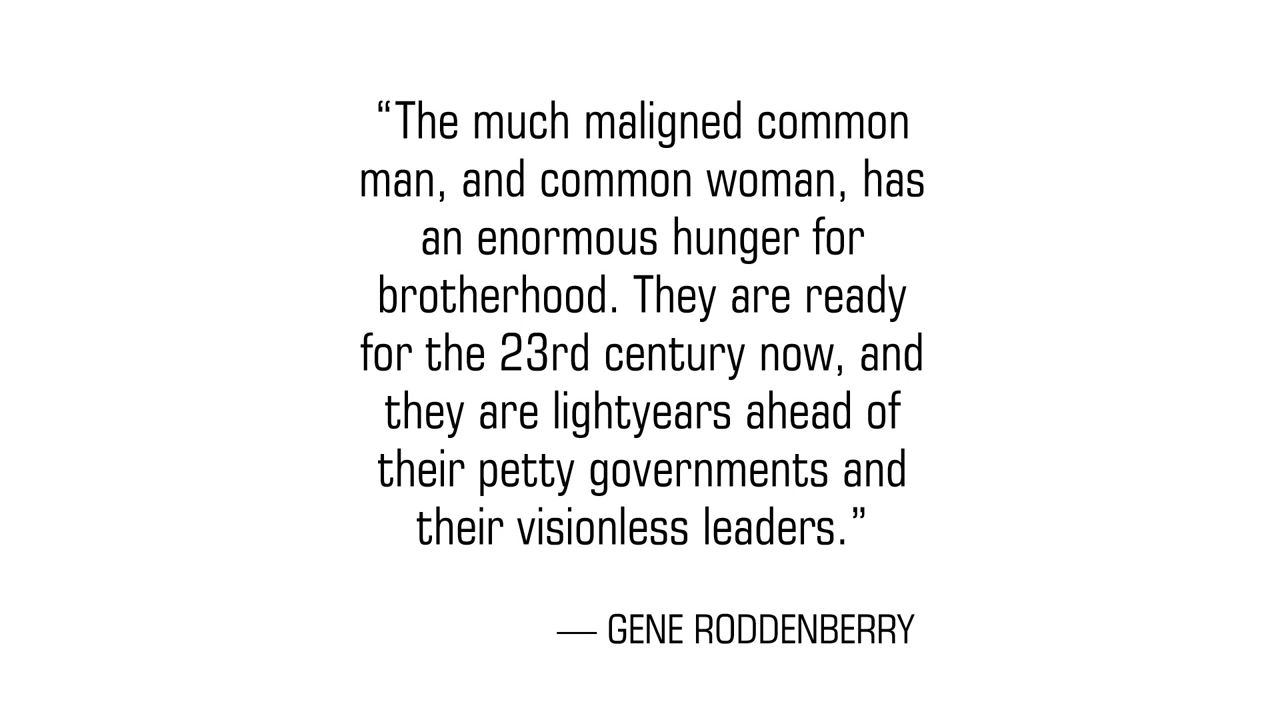 “The much maligned common
man, and common woman, has
an enormous hunger for
brotherhood. They are ready
for the 23rd century now, and
they are lightyears ahead of
their petty governments and
their visionless leaders.”
— GENE RODDENBERRY